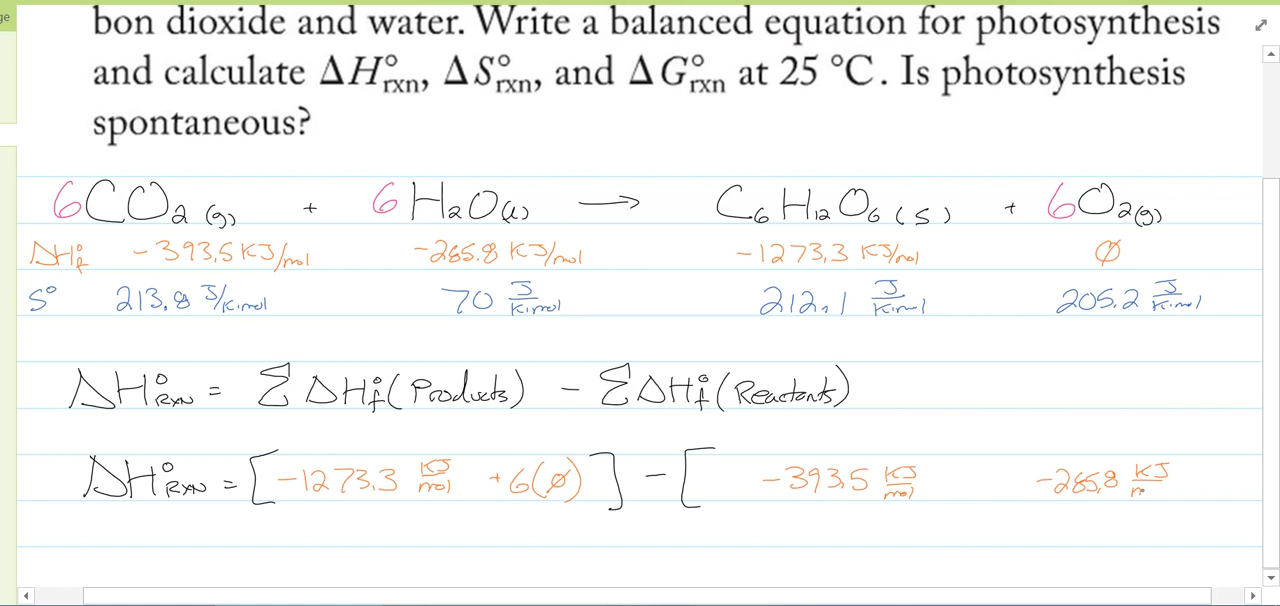 ge
bon dioxide and water. Write a balanced equation for photosynthesis
and calculate ΔH°rxn, ΔS°rxn, and ΔG°rxn at 25 °C. Is photosynthesis
spontaneous?
6CO₂ (g) + 6H₂O(l) → C₆H₁₂O₆ (s) + 6O₂(g)
ΔH°f -393.5 KJ/mol -285.8 KJ/mol -1273.3 KJ/mol ∅
S° 213.8 J/K·mol 70 J/K·mol 212.1 J/K·mol 205.2 J/K·mol
ΔH°RXN = ΣΔH°f (Products) - ΣΔH°f (Reactants)
ΔH°RXN = [-1273.3 KJ/mol + 6(∅)] - [ -393.5 KJ/mol -285.8 KJ/m